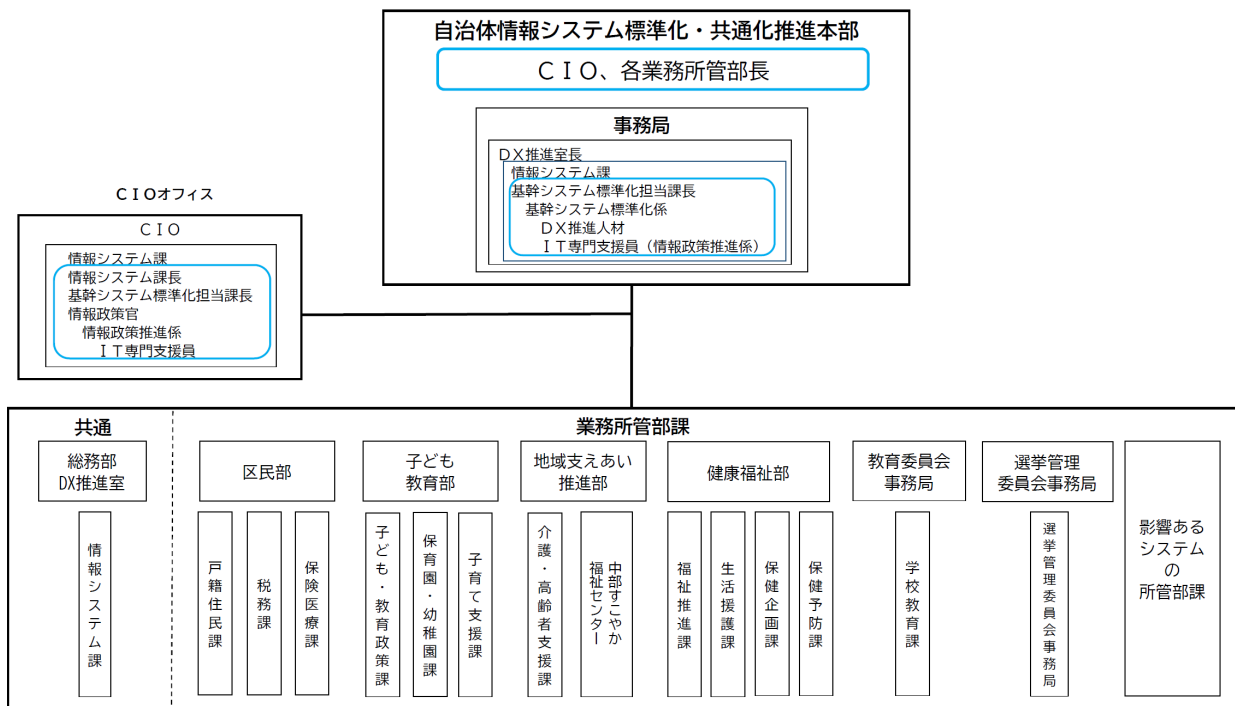 自治体情報システム標準化・共通化推進本部
ＣＩＯ、各業務所管部長
事務局
ＤＸ推進室長
情報システム課
基幹システム標準化担当課長
基幹システム標準化係
ＤＸ推進人材
ＩＴ専門支援員（情報政策推進係）
ＣＩＯオフィス
ＣＩＯ
情報システム課
情報システム課長
基幹システム標準化担当課長
情報政策官
情報政策推進係
ＩＴ専門支援員
共通
業務所管部課
総務部
DX推進室
区民部
子ども
教育部
地域支えあい
推進部
健康福祉部
教育委員会
事務局
選挙管理
委員会事務局
影響ある
システム
の
所管部課
情報システム課
戸籍住民課
税務課
保険医療課
子ども・教育政策課
保育園・幼稚園課
子育て支援課
介護・高齢者支援課
中部すこやか
福祉センター
福祉推進課
生活援護課
保健企画課
保健予防課
学校教育課
選挙管理委員会事務局